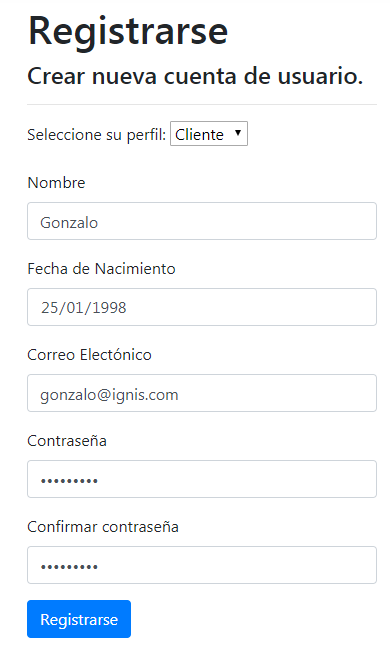 Registrarse
Crear nueva cuenta de usuario.
Seleccione su perfil: Cliente
Nombre
Gonzalo
Fecha de Nacimiento
25/01/1998
Correo Electónico
gonzalo@ignis.com
Contraseña
•••••••••
Confirmar contraseña
•••••••••
Registrarse